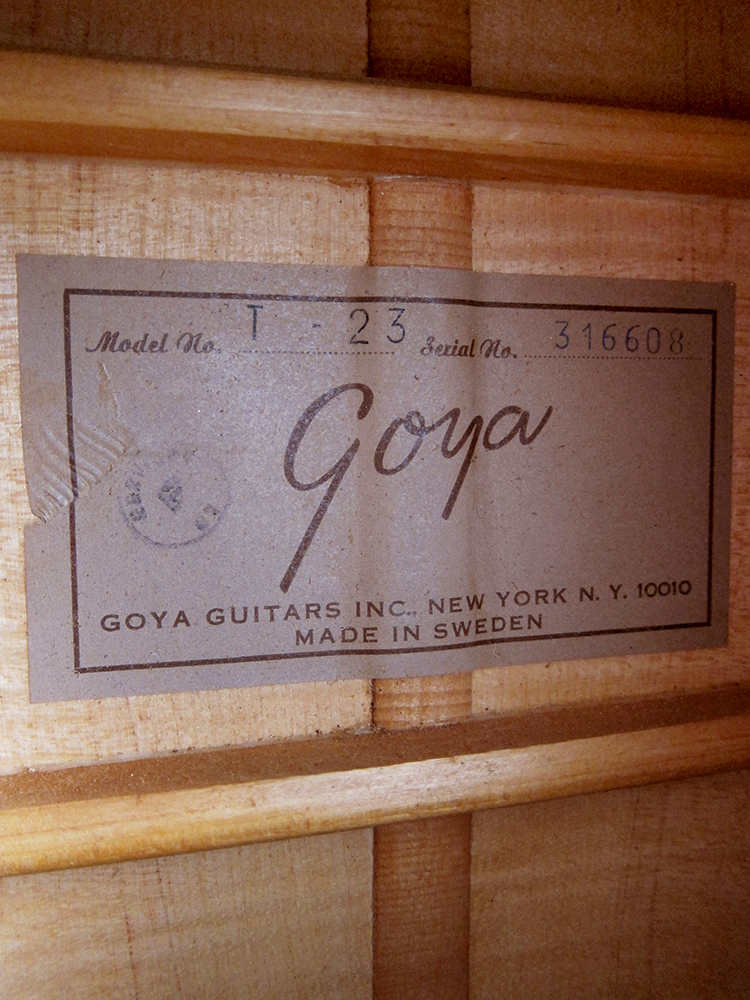 Model No. T - 23 Serial No. 316608
Goya
GOYA GUITARS INC., NEW YORK N. Y. 10010
MADE IN SWEDEN